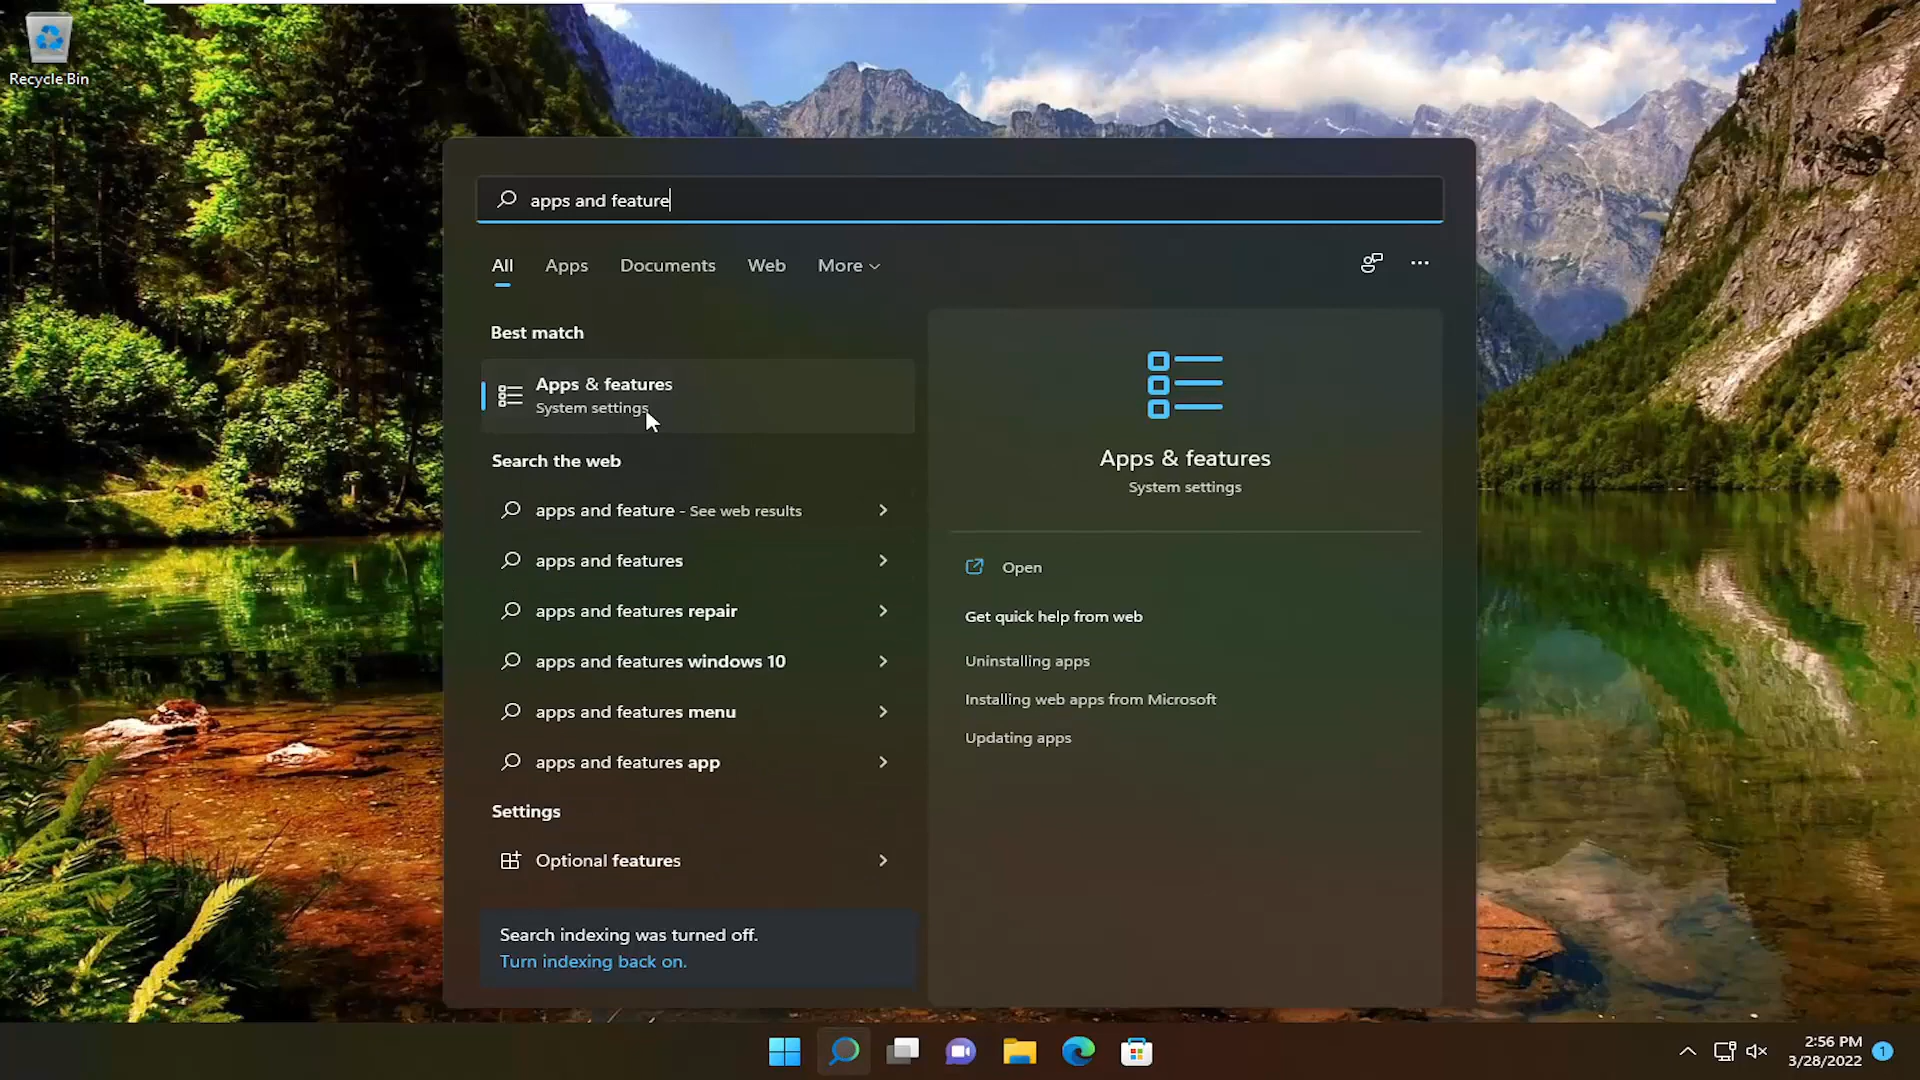 Recycle Bin
apps and feature
All Apps Documents Web More
Best match
Apps & features
System settings
Search the web
apps and feature - See web results
apps and features
apps and features repair
apps and features windows 10
apps and features menu
apps and features app
Settings
Optional features
Search indexing was turned off.
Turn indexing back on.
Apps & features
System settings
Open
Get quick help from web
Uninstalling apps
Installing web apps from Microsoft
Updating apps
2:56 PM
3/28/2022
1